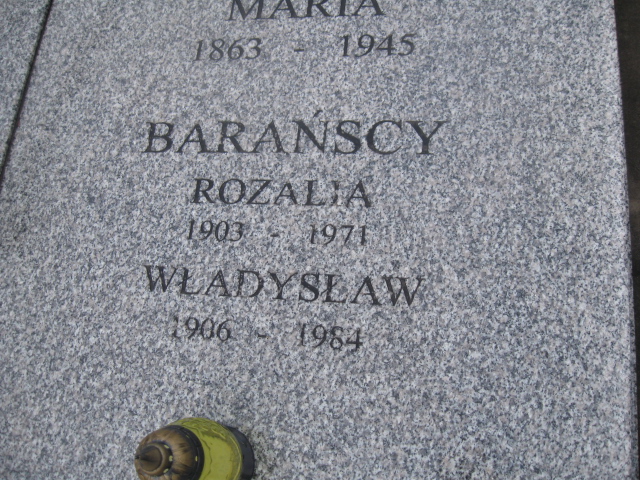 MARIA
1863 - 1945
BARAŃSCY
ROZALIA
1903 - 1971
WŁADYSŁAW
1906 - 1984